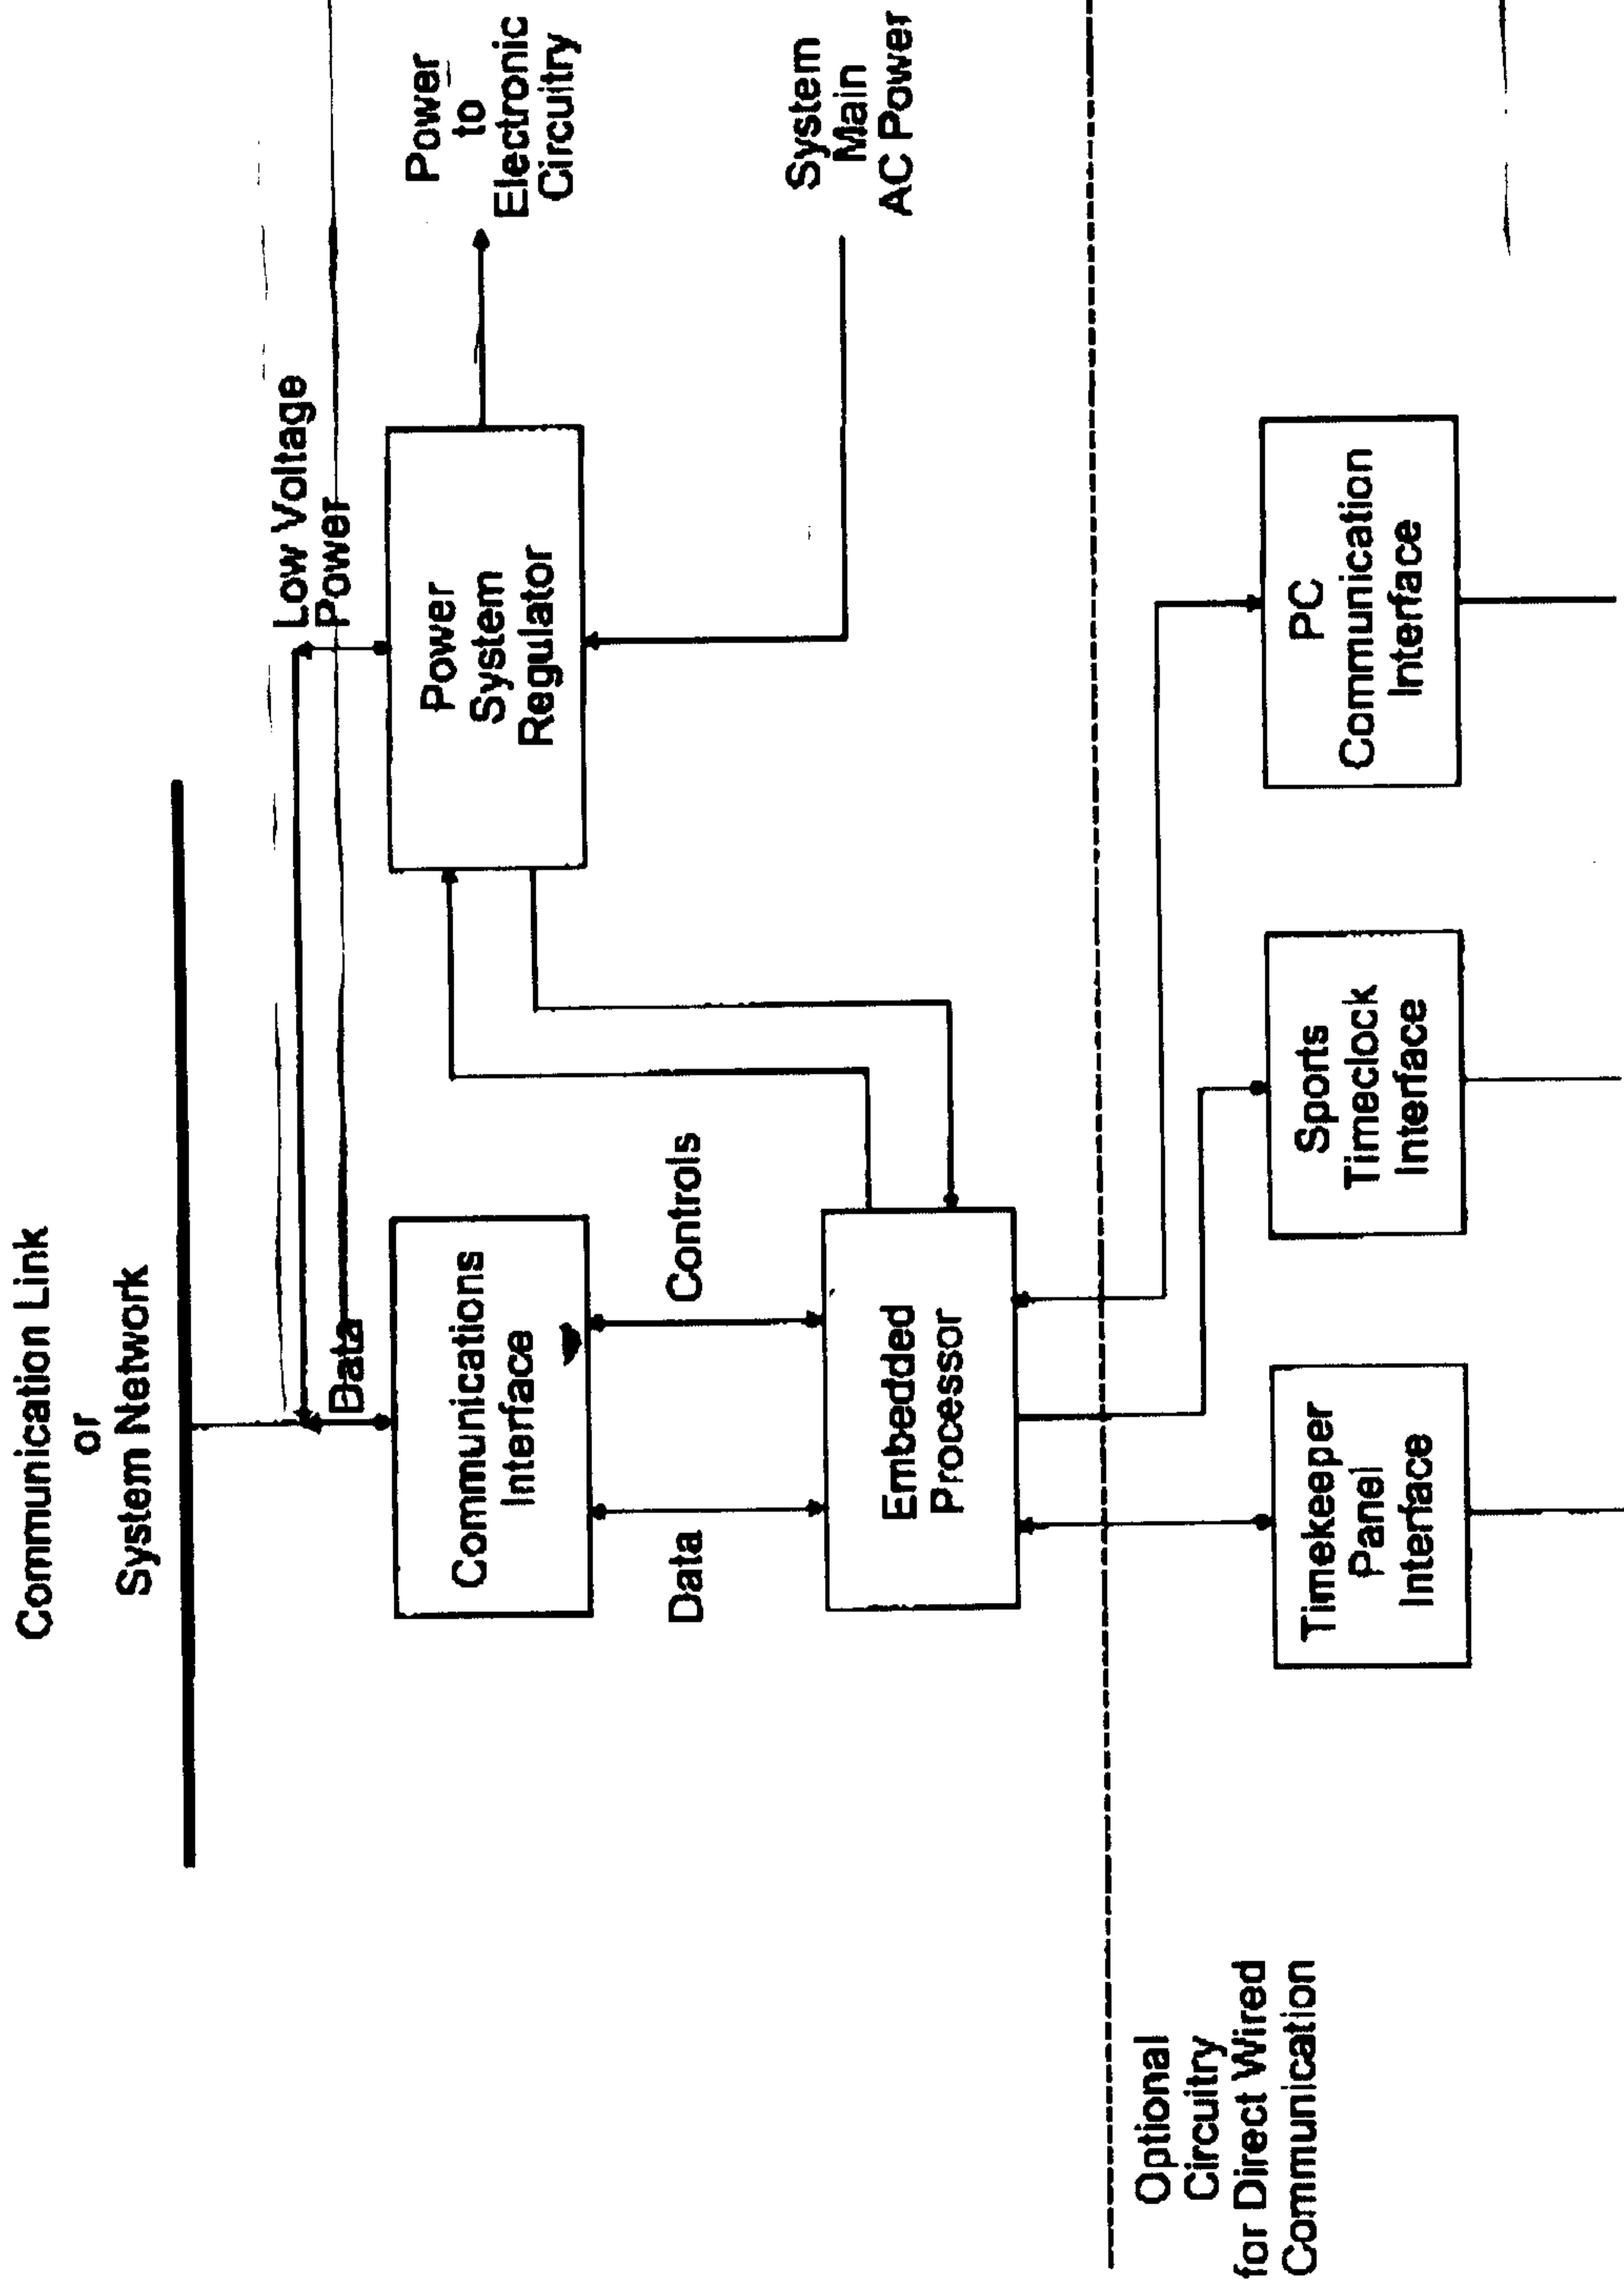 Communication Link
or
System Network
Low Voltage
Power
Data
Power
to
Electronic
Circuitry
Communications
Interface
Power
System
Regulator
Data
Controls
System
Main
AC Power
Embedded
Processor
Optional
Circuitry
for Direct Wired
Communication
Timekeeper
Panel
Interface
Sports
Timeclock
Interface
PC
Communication
Interface